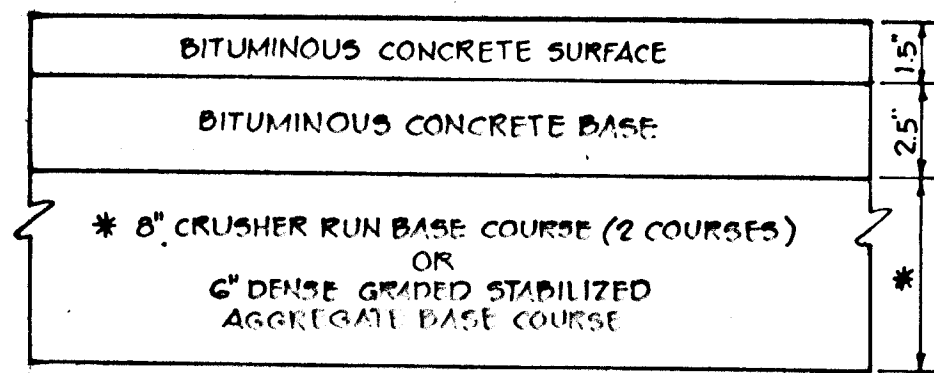 BITUMINOUS CONCRETE SURFACE
1.5"
BITUMINOUS CONCRETE BASE
2.5"
* 8" CRUSHER RUN BASE COURSE (2 COURSES)
OR
6" DENSE GRADED STABILIZED
AGGREGATE BASE COURSE
*